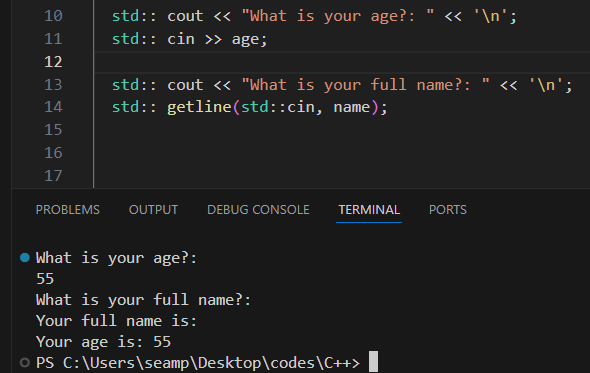 10 std:: cout << "What is your age?: " << '\n';
11 std:: cin >> age;
12
13 std:: cout << "What is your full name?: " << '\n';
14 std:: getline(std::cin, name);
15
16
17
PROBLEMS OUTPUT DEBUG CONSOLE TERMINAL PORTS
What is your age?:
55
What is your full name?:
Your full name is:
Your age is: 55
PS C:\Users\seamp\Desktop\codes\C++>